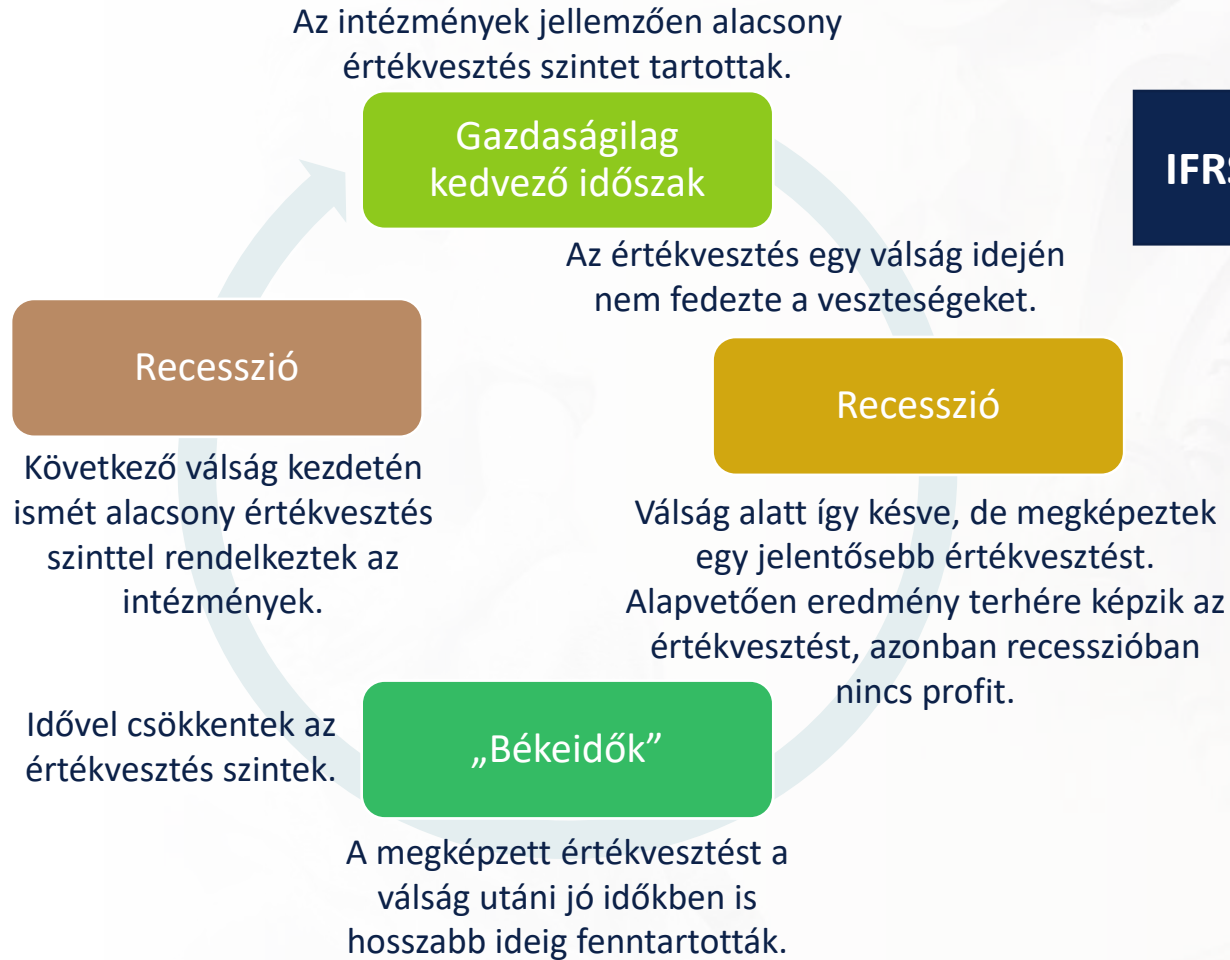 Az intézmények jellemzően alacsony
értékvesztés szintet tartottak.
Gazdaságilag
kedvező időszak
IFRS
Az értékvesztés egy válság idején
nem fedezte a veszteségeket.
Recesszió
Recesszió
Következő válság kezdetén
ismét alacsony értékvesztés
szinttel rendelkeztek az
intézmények.
Válság alatt így késve, de megképeztek
egy jelentősebb értékvesztést.
Alapvetően eredmény terhére képzik az
értékvesztést, azonban recesszióban
nincs profit.
Idővel csökkentek az
értékvesztés szintek.
„Békeidők”
A megképzett értékvesztést a
válság utáni jó időkben is
hosszabb ideig fenntartották.